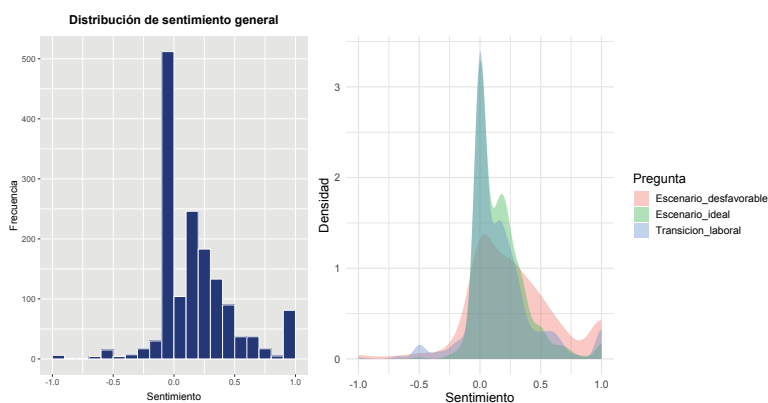 Distribución de sentimiento general
Frecuencia
500
400
300
200
100
0
-1.0
-0.5
0.0
0.5
1.0
Sentimiento
Densidad
3
2
1
0
-1.0
-0.5
0.0
0.5
1.0
Sentimiento
Pregunta
Escenario_desfavorable
Escenario_ideal
Transicion_laboral